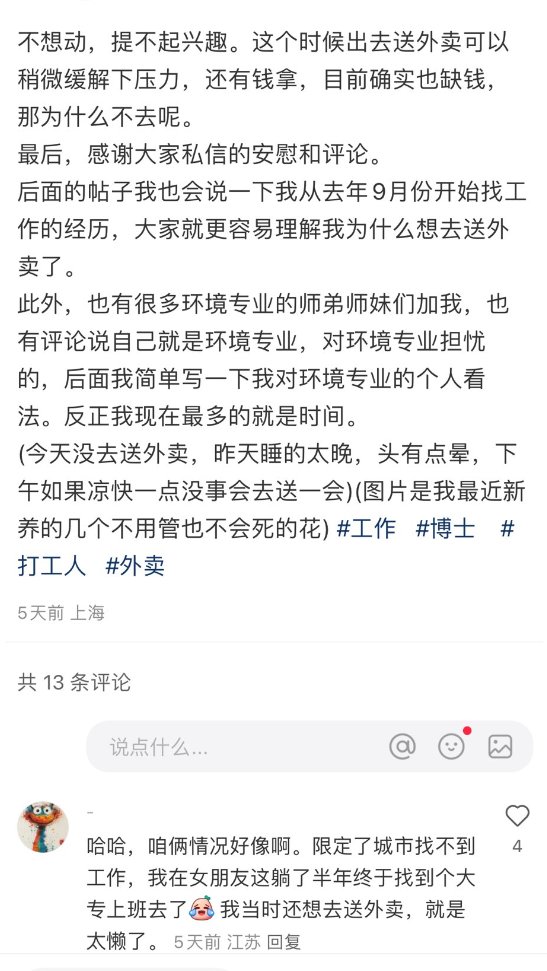 不想动，提不起兴趣。这个时候出去送外卖可以
稍微缓解下压力，还有钱拿，目前确实也缺钱，
那为什么不去呢。
最后，感谢大家私信的安慰和评论。
后面的帖子我也会说一下我从去年9月份开始找工
作的经历，大家就更容易理解我为什么想去送外
卖了。
此外，也有很多环境专业的师弟师妹们加我，也
有评论说自己就是环境专业，对环境专业担忧
的，后面我简单写一下我对环境专业的个人看
法。反正我现在最多的就是时间。
(今天没去送外卖，昨天睡的太晚，头有点晕，下
午如果凉快一点没事会去送一会)(图片是我最近新
养的几个不用管也不会死的花) #工作 #博士 #
打工人 #外卖
5天前 上海
共 13 条评论
说点什么...
-
哈哈，咱俩情况好像啊。限定了城市找不到
4
工作，我在女朋友这躺了半年终于找到个大
专上班去了😂 我当时还想去送外卖，就是
太懒了。 5天前 江苏 回复